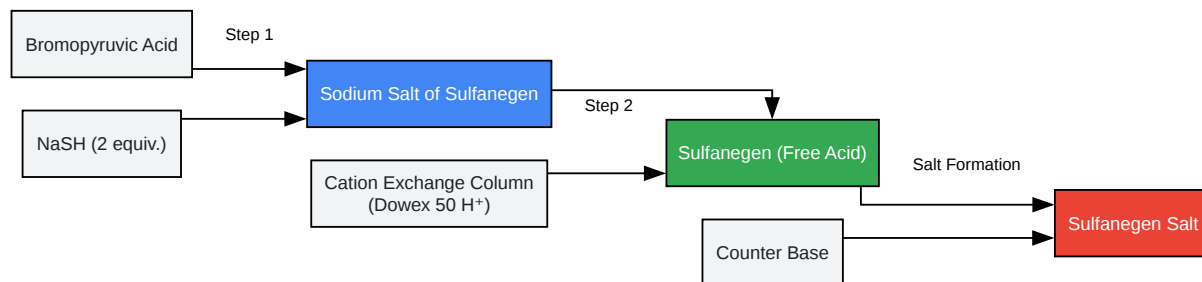 Bromopyruvic Acid
Step 1
NaSH (2 equiv.)
Sodium Salt of Sulfanegen
Step 2
Cation Exchange Column
(Dowex 50 H⁺)
Sulfanegen (Free Acid)
Salt Formation
Counter Base
Sulfanegen Salt